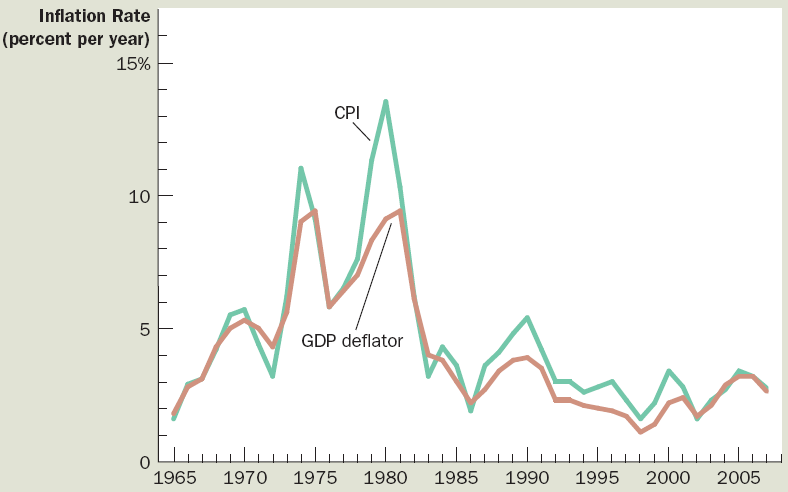 Inflation Rate
(percent per year)
15%
CPI
10
5
GDP deflator
0
1965 1970 1975 1980 1985 1990 1995 2000 2005